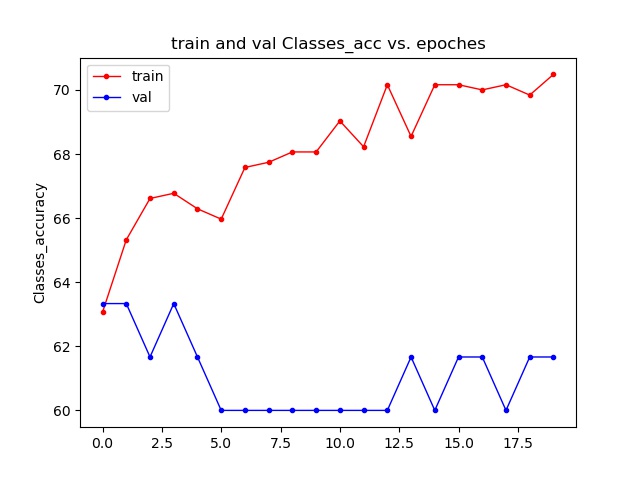 train and val Classes_acc vs. epoches
train
val
Classes_accuracy
70
68
66
64
62
60
0.0 2.5 5.0 7.5 10.0 12.5 15.0 17.5